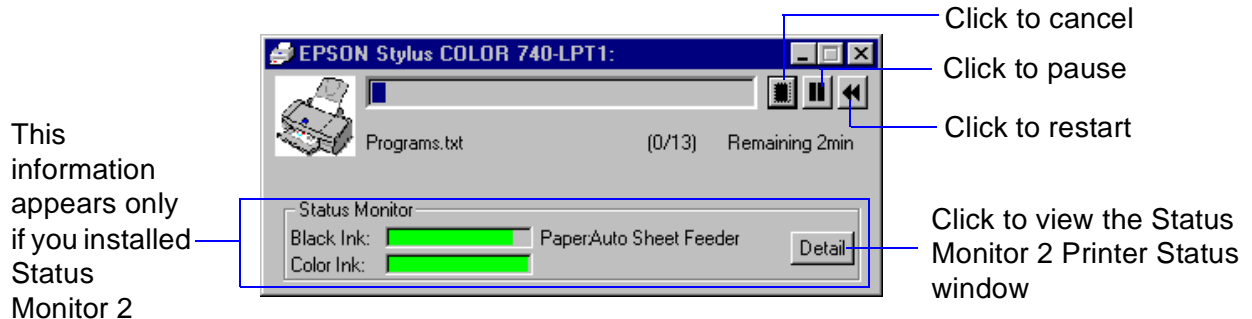 Click to cancel
EPSON Stylus COLOR 740-LPT1:
Click to pause
Click to restart
Programs.txt (0/13) Remaining 2min
This
information
appears only
if you installed
Status
Monitor 2
Status Monitor
Black Ink: Paper:Auto Sheet Feeder
Color Ink:
Detail
Click to view the Status
Monitor 2 Printer Status
window